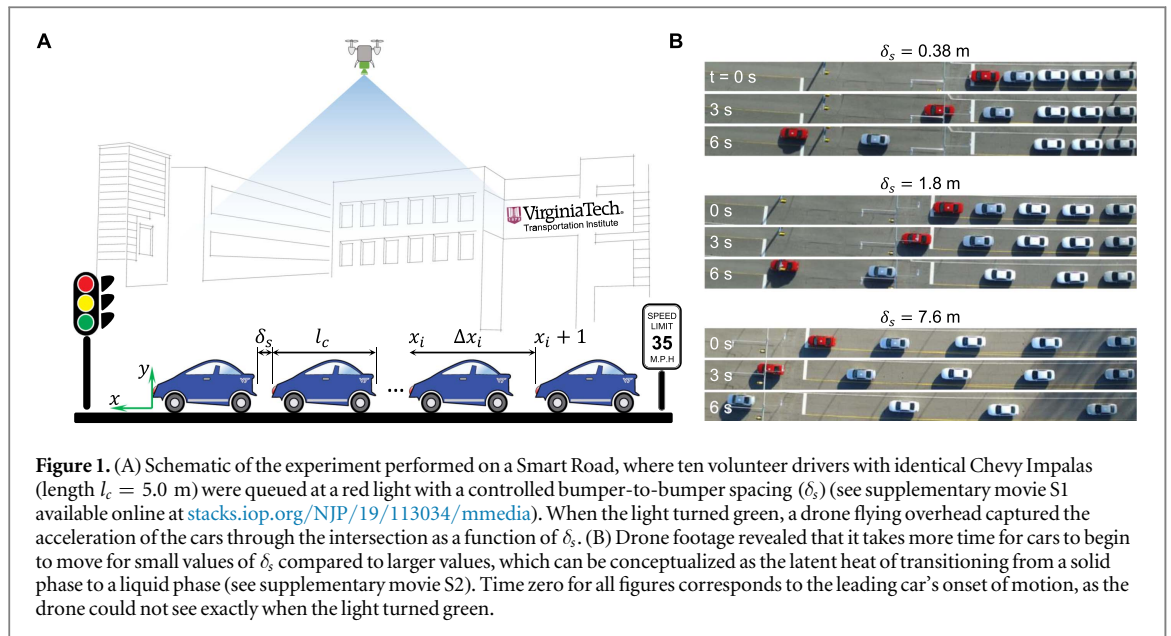 A
VirginiaTech®
Transportation Institute
SPEED
LIMIT
35
M.P.H
δₛ
l_c
x_i
Δx_i
x_i + 1
...
y
x
B
δₛ = 0.38 m
t = 0 s
3 s
6 s
δₛ = 1.8 m
0 s
3 s
6 s
δₛ = 7.6 m
0 s
3 s
6 s
Figure 1. (A) Schematic of the experiment performed on a Smart Road, where ten volunteer drivers with identical Chevy Impalas
(length l_c = 5.0 m) were queued at a red light with a controlled bumper-to-bumper spacing (δₛ) (see supplementary movie S1
available online at stacks.iop.org/NJP/19/113034/mmedia). When the light turned green, a drone flying overhead captured the
acceleration of the cars through the intersection as a function of δₛ. (B) Drone footage revealed that it takes more time for cars to begin
to move for small values of δₛ compared to larger values, which can be conceptualized as the latent heat of transitioning from a solid
phase to a liquid phase (see supplementary movie S2). Time zero for all figures corresponds to the leading car's onset of motion, as the
drone could not see exactly when the light turned green.